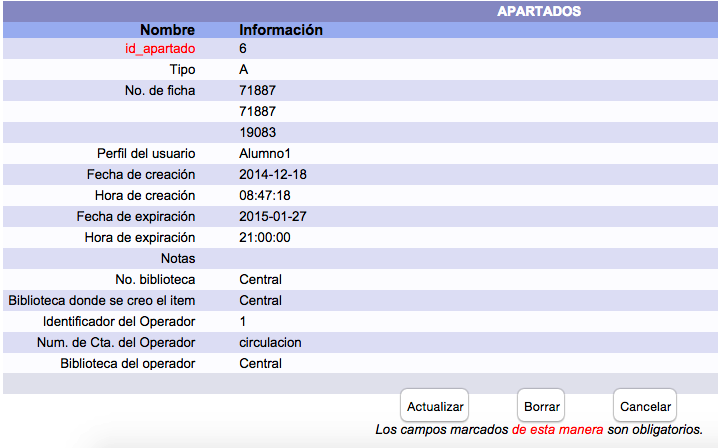 APARTADOS
Nombre Información
id_apartado 6
Tipo A
No. de ficha 71887
71887
19083
Perfil del usuario Alumno1
Fecha de creación 2014-12-18
Hora de creación 08:47:18
Fecha de expiración 2015-01-27
Hora de expiración 21:00:00
Notas
No. biblioteca Central
Biblioteca donde se creo el item Central
Identificador del Operador 1
Num. de Cta. del Operador circulacion
Biblioteca del operador Central
Actualizar Borrar Cancelar
Los campos marcados de esta manera son obligatorios.